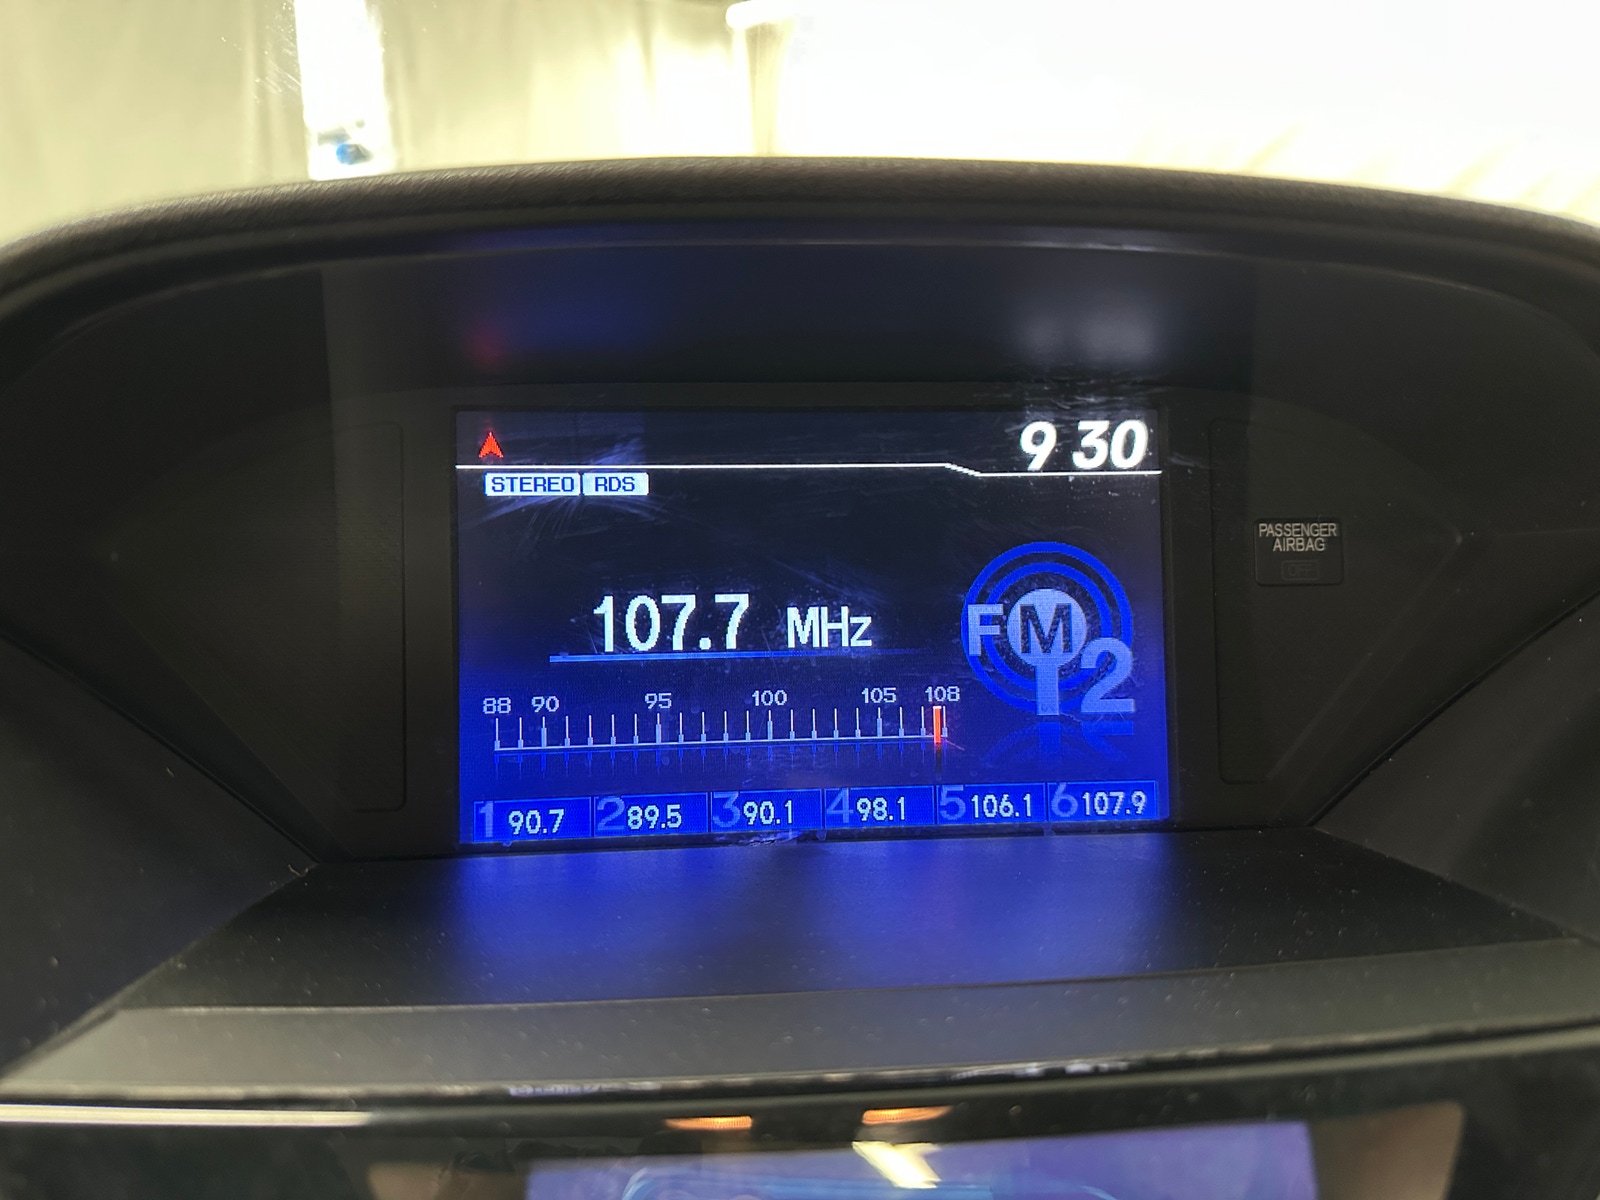 9 30
STEREO RDS
PASSENGER
AIRBAG
OFF
107.7 MHz
FM 2
88 90 95 100 105 108
1 90.7 2 89.5 3 90.1 4 98.1 5 106.1 6 107.9